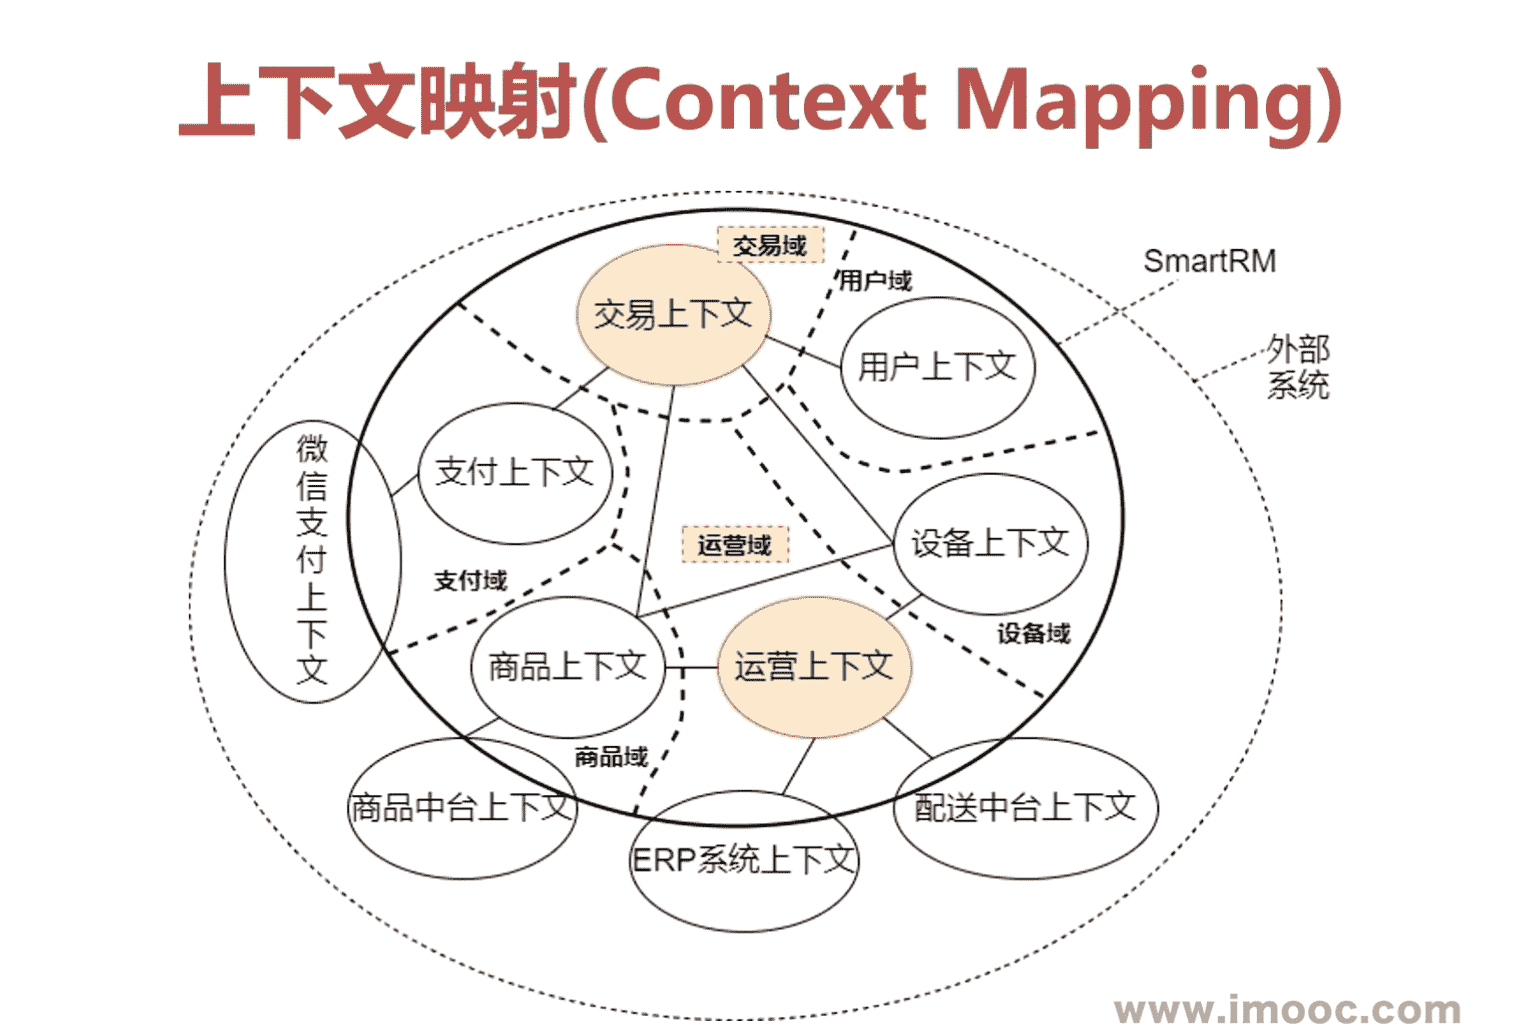 上下文映射(Context Mapping)
交易域
SmartRM
用户域
交易上下文
外部
系统
用户上下文
微信支付上下文
支付上下文
运营域
设备上下文
支付域
设备域
商品上下文
运营上下文
商品域
商品中台上下文
配送中台上下文
ERP系统上下文
www.imooc.com